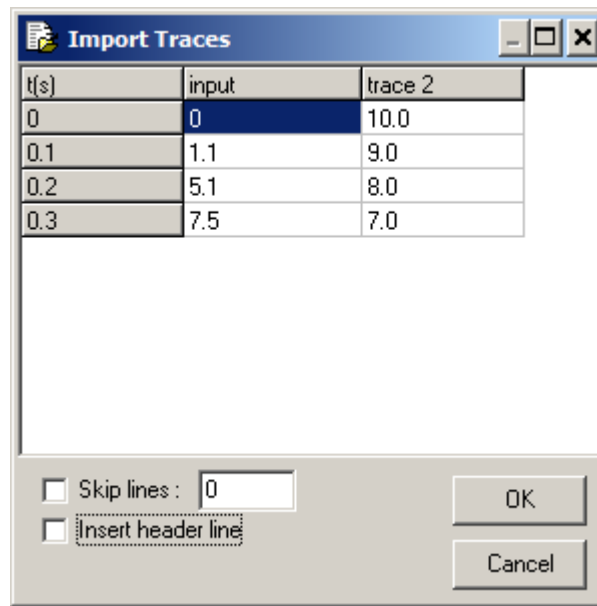 Import Traces
t(s) input trace 2
0 0 10.0
0.1 1.1 9.0
0.2 5.1 8.0
0.3 7.5 7.0
Skip lines : 0
OK
Insert header line
Cancel